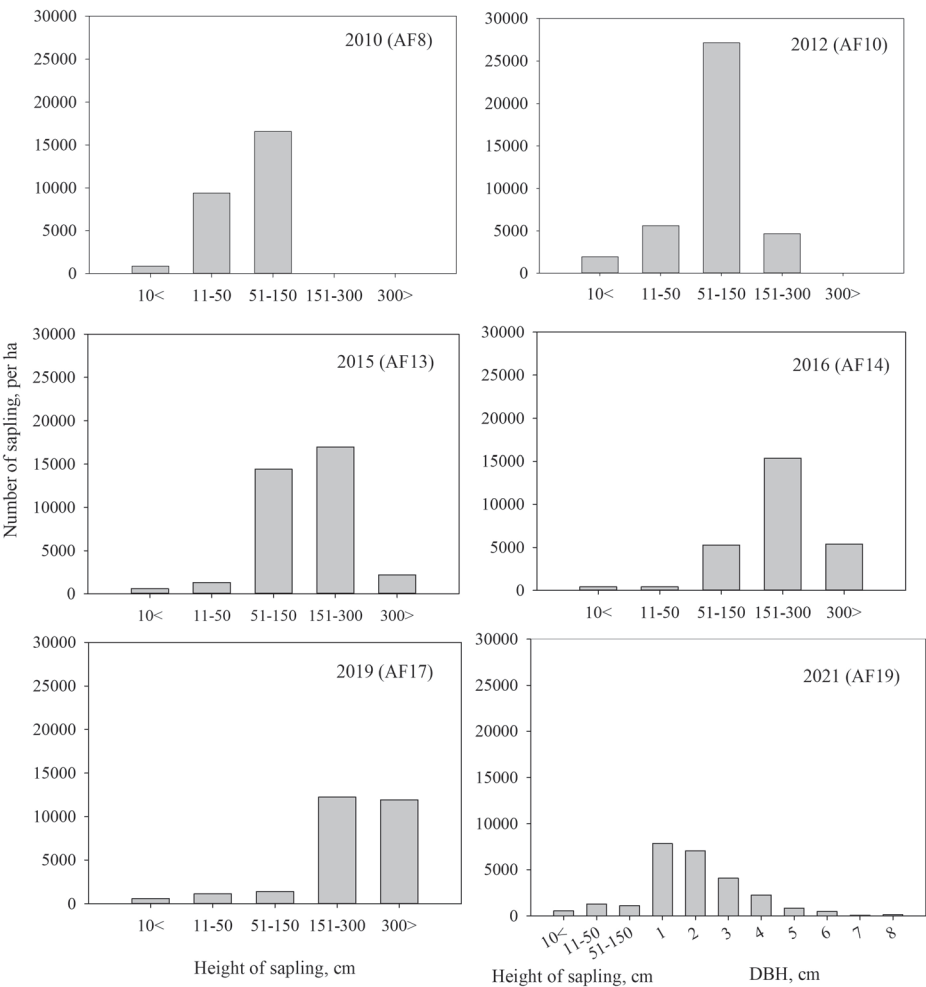 Number of sapling, per ha
2010 (AF8)
30000
25000
20000
15000
10000
5000
0
10< 11-50 51-150 151-300 300>
2012 (AF10)
30000
25000
20000
15000
10000
5000
0
10< 11-50 51-150 151-300 300>
2015 (AF13)
30000
25000
20000
15000
10000
5000
0
10< 11-50 51-150 151-300 300>
2016 (AF14)
30000
25000
20000
15000
10000
5000
0
10< 11-50 51-150 151-300 300>
2019 (AF17)
30000
25000
20000
15000
10000
5000
0
10< 11-50 51-150 151-300 300>
Height of sapling, cm
2021 (AF19)
30000
25000
20000
15000
10000
5000
0
10< 11-50 51-150 1 2 3 4 5 6 7 8
Height of sapling, cm DBH, cm